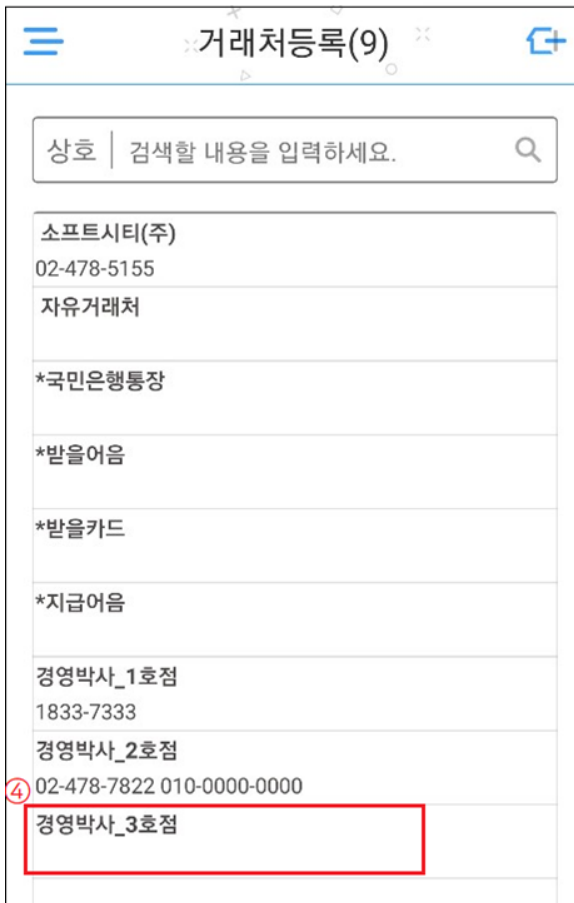 거래처등록(9)
상호 | 검색할 내용을 입력하세요.
소프트시티(주)
02-478-5155
자유거래처
*국민은행통장
*받을어음
*받을카드
*지급어음
경영박사_1호점
1833-7333
경영박사_2호점
④ 02-478-7822 010-0000-0000
경영박사_3호점